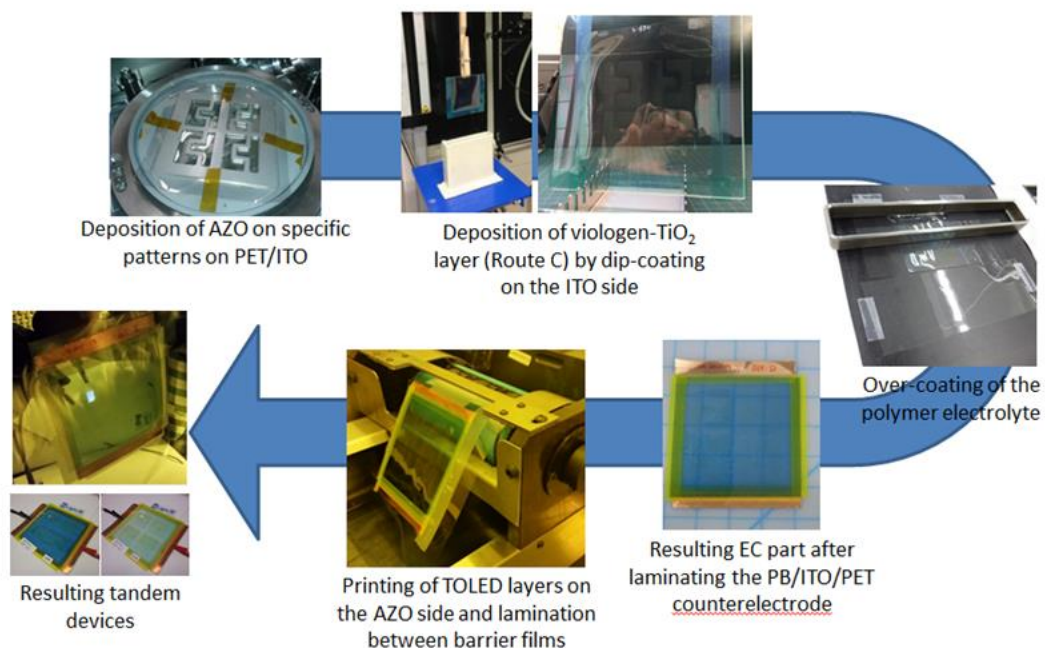 Deposition of AZO on specific
patterns on PET/ITO
Deposition of viologen-TiO₂
layer (Route C) by dip-coating
on the ITO side
Over-coating of the
polymer electrolyte
Resulting EC part after
laminating the PB/ITO/PET
counterelectrode
Printing of TOLED layers on
the AZO side and lamination
between barrier films
Resulting tandem
devices